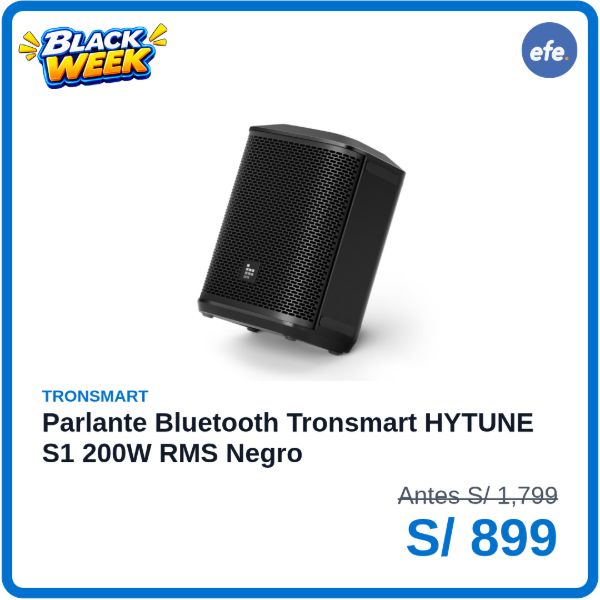 BLACK
WEEK
efe.
TRONSMART
Parlante Bluetooth Tronsmart HYTUNE
S1 200W RMS Negro
Antes S/ 1,799
S/ 899